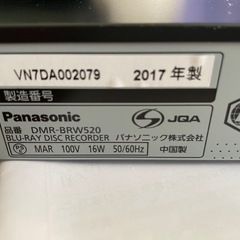 VN7DA002079 2017 年製
製造番号
Panasonic JQA
品番 DMR-BRW520 パナソニック株式会社
BLU-RAY DISC RECORDER
MAR 100V 16W 50/60Hz 中国製